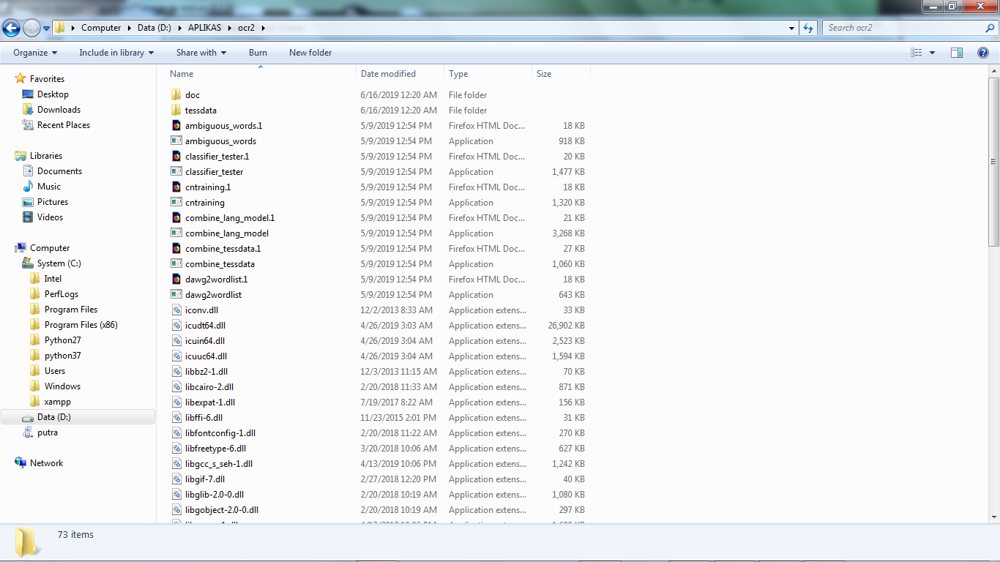 Computer Data (D:) APLIKAS ocr2 Search ocr2
Organize Include in library Share with Burn New folder
Favorites
Desktop
Downloads
Recent Places
Libraries
Documents
Music
Pictures
Videos
Computer
System (C:)
Intel
PerfLogs
Program Files
Program Files (x86)
Python27
python37
Users
Windows
xampp
Data (D:)
putra
Network
Name Date modified Type Size
doc 6/16/2019 12:20 AM File folder
tessdata 6/16/2019 12:20 AM File folder
ambiguous_words.1 5/9/2019 12:54 PM Firefox HTML Doc... 18 KB
ambiguous_words 5/9/2019 12:54 PM Application 918 KB
classifier_tester.1 5/9/2019 12:54 PM Firefox HTML Doc... 20 KB
classifier_tester 5/9/2019 12:54 PM Application 1,477 KB
cntraining.1 5/9/2019 12:54 PM Firefox HTML Doc... 18 KB
cntraining 5/9/2019 12:54 PM Application 1,320 KB
combine_lang_model.1 5/9/2019 12:54 PM Firefox HTML Doc... 21 KB
combine_lang_model 5/9/2019 12:54 PM Application 3,268 KB
combine_tessdata.1 5/9/2019 12:54 PM Firefox HTML Doc... 27 KB
combine_tessdata 5/9/2019 12:54 PM Application 1,060 KB
dawg2wordlist.1 5/9/2019 12:54 PM Firefox HTML Doc... 18 KB
dawg2wordlist 5/9/2019 12:54 PM Application 643 KB
iconv.dll 12/2/2013 8:33 AM Application extens... 33 KB
icudt64.dll 4/26/2019 3:03 AM Application extens... 26,902 KB
icuin64.dll 4/26/2019 3:04 AM Application extens... 2,523 KB
icuuc64.dll 4/26/2019 3:04 AM Application extens... 1,594 KB
libbz2-1.dll 12/3/2013 11:15 AM Application extens... 70 KB
libcairo-2.dll 2/20/2018 11:33 AM Application extens... 871 KB
libexpat-1.dll 7/19/2017 8:22 AM Application extens... 156 KB
libffi-6.dll 11/23/2015 2:01 PM Application extens... 31 KB
libfontconfig-1.dll 2/20/2018 11:22 AM Application extens... 270 KB
libfreetype-6.dll 3/20/2018 10:06 AM Application extens... 627 KB
libgcc_s_seh-1.dll 4/13/2019 10:06 PM Application extens... 1,242 KB
libgif-7.dll 2/27/2018 12:20 PM Application extens... 40 KB
libglib-2.0-0.dll 2/20/2018 10:19 AM Application extens... 1,080 KB
libgobject-2.0-0.dll 2/20/2018 10:19 AM Application extens... 297 KB
73 items